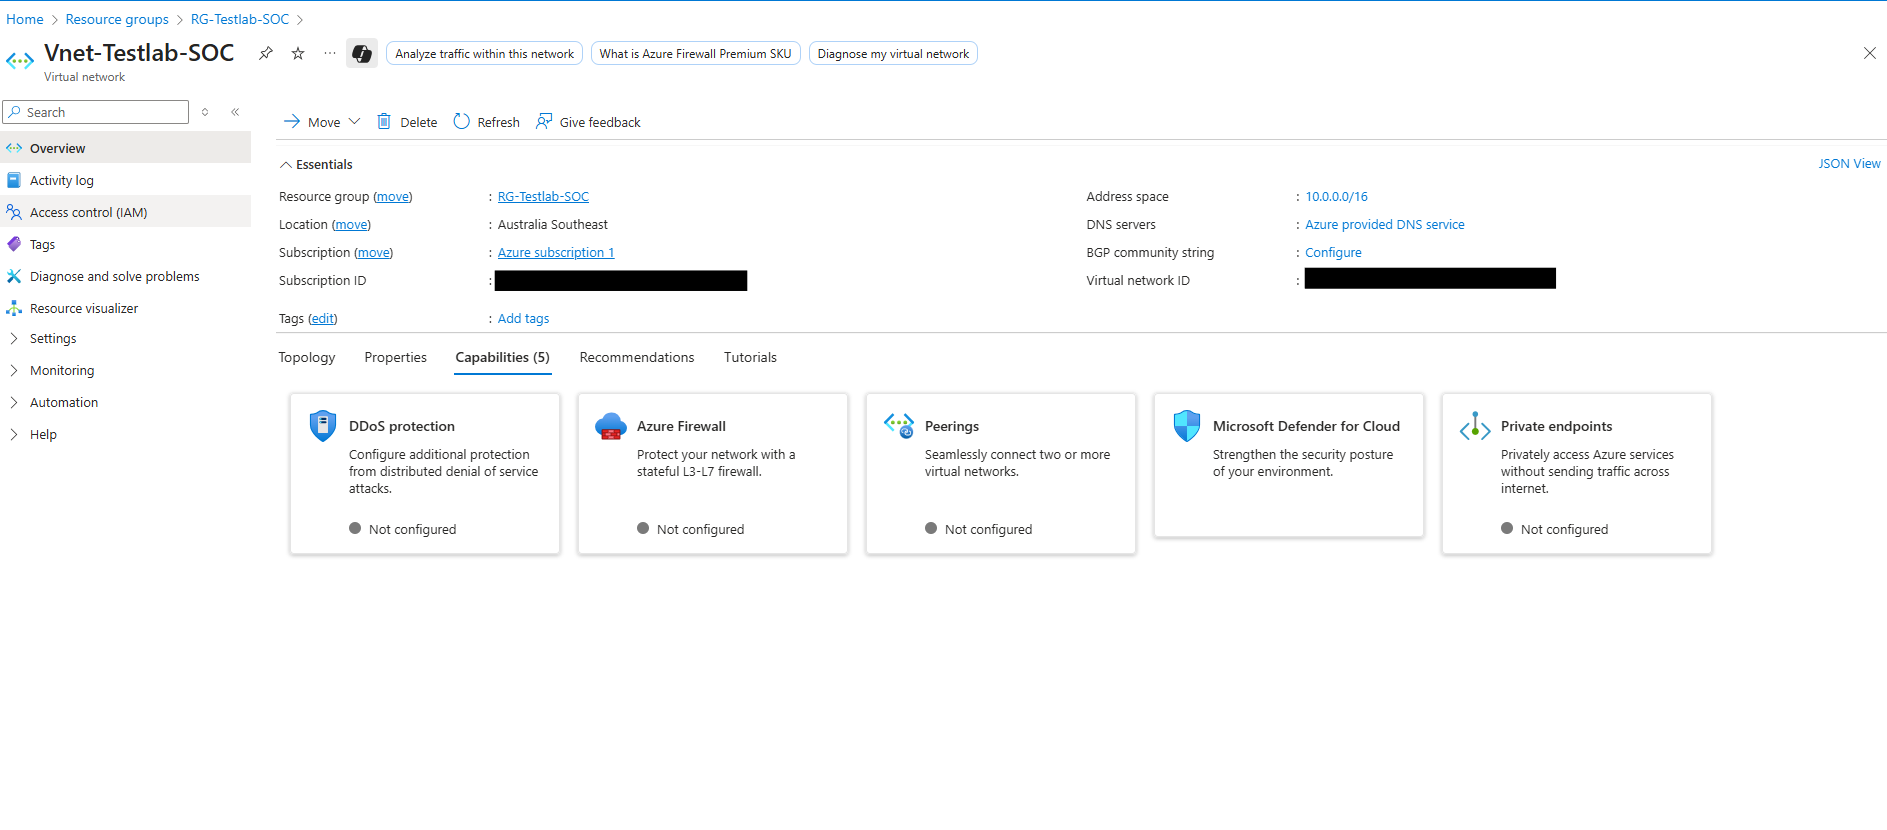 Home > Resource groups > RG-Testlab-SOC >
Vnet-Testlab-SOC
Virtual network
Analyze traffic within this network
What is Azure Firewall Premium SKU
Diagnose my virtual network
Search
Overview
Activity log
Access control (IAM)
Tags
Diagnose and solve problems
Resource visualizer
Settings
Monitoring
Automation
Help
Move
Delete
Refresh
Give feedback
Essentials
JSON View
Resource group (move) : RG-Testlab-SOC
Location (move) : Australia Southeast
Subscription (move) : Azure subscription 1
Subscription ID :
Address space : 10.0.0.0/16
DNS servers : Azure provided DNS service
BGP community string : Configure
Virtual network ID :
Tags (edit) : Add tags
Topology
Properties
Capabilities (5)
Recommendations
Tutorials
DDoS protection
Configure additional protection
from distributed denial of service
attacks.
Not configured
Azure Firewall
Protect your network with a
stateful L3-L7 firewall.
Not configured
Peerings
Seamlessly connect two or more
virtual networks.
Not configured
Microsoft Defender for Cloud
Strengthen the security posture
of your environment.
Private endpoints
Privately access Azure services
without sending traffic across
internet.
Not configured